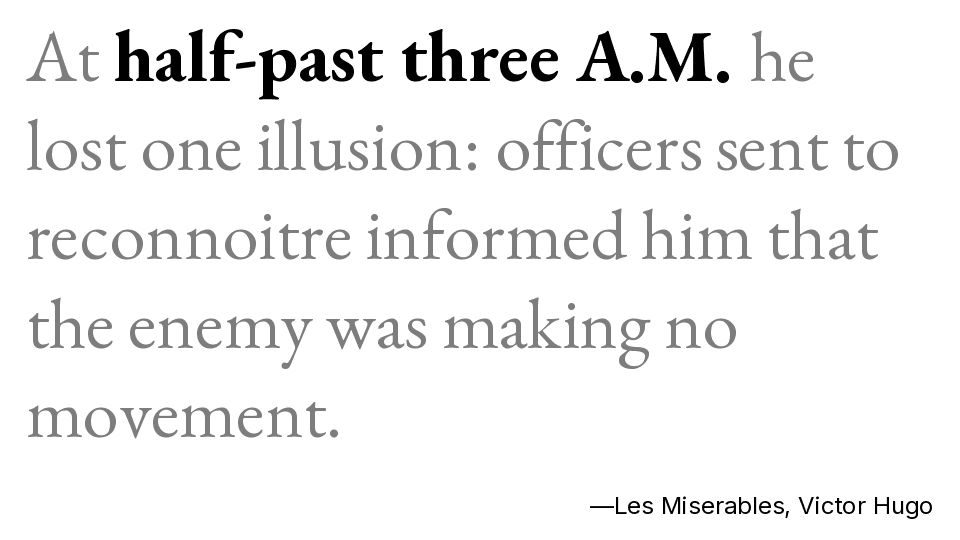 At half-past three A.M. he
lost one illusion: officers sent to
reconnoitre informed him that
the enemy was making no
movement.
—Les Miserables, Victor Hugo